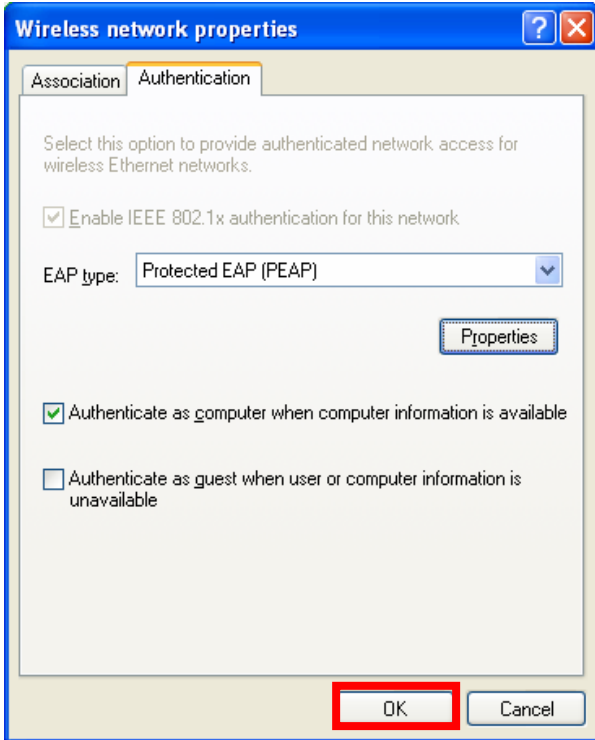 Wireless network properties
Association Authentication
Select this option to provide authenticated network access for
wireless Ethernet networks.
Enable IEEE 802.1x authentication for this network
EAP type: Protected EAP (PEAP)
Properties
Authenticate as computer when computer information is available
Authenticate as guest when user or computer information is
unavailable
OK Cancel